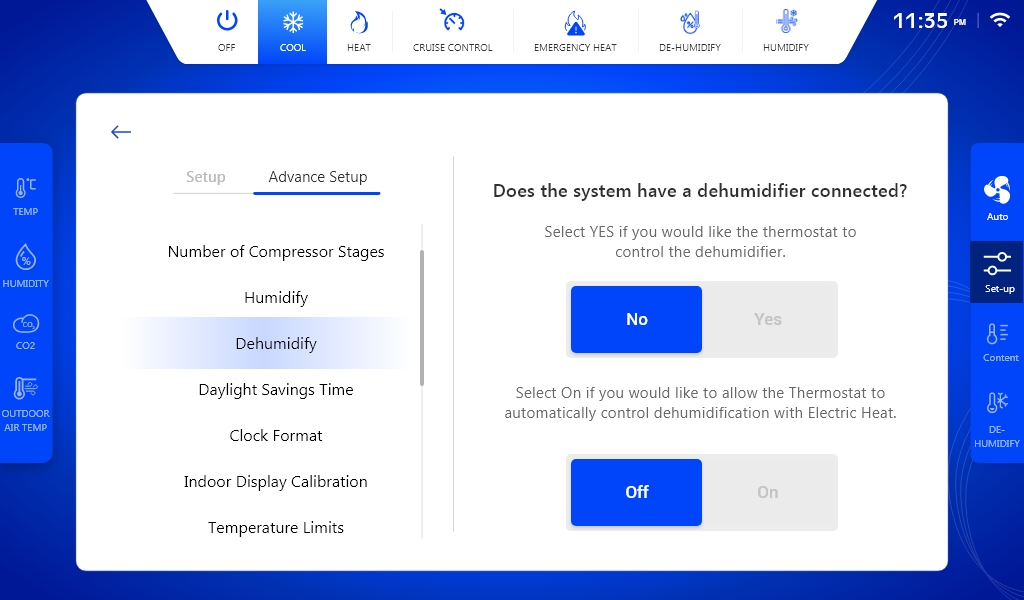 OFF
COOL
HEAT
CRUISE CONTROL
EMERGENCY HEAT
DE-HUMIDIFY
HUMIDIFY
11:35 PM
°C
TEMP
%
HUMIDITY
CO2
CO2
OUTDOOR
AIR TEMP
Setup
Advance Setup
Number of Compressor Stages
Humidify
Dehumidify
Daylight Savings Time
Clock Format
Indoor Display Calibration
Temperature Limits
Does the system have a dehumidifier connected?
Select YES if you would like the thermostat to
control the dehumidifier.
No
Yes
Select On if you would like to allow the Thermostat to
automatically control dehumidification with Electric Heat.
Off
On
Auto
Set-up
Content
DE-
HUMIDIFY